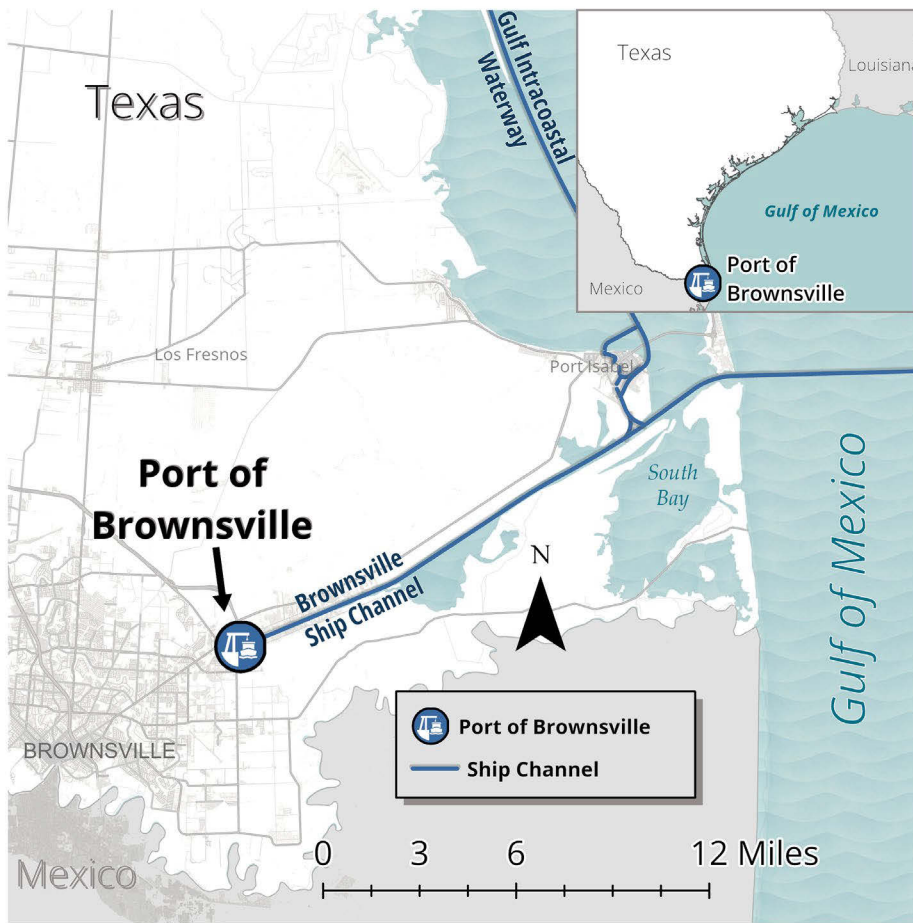 Texas
Gulf Intracoastal
Waterway
Texas
Louisiana
Gulf of Mexico
Mexico
Port of
Brownsville
Los Fresnos
Port Isabel
Port of
Brownsville
South
Bay
Gulf of Mexico
Brownsville
Ship Channel
N
BROWNSVILLE
Port of Brownsville
Ship Channel
Mexico
0 3 6 12 Miles